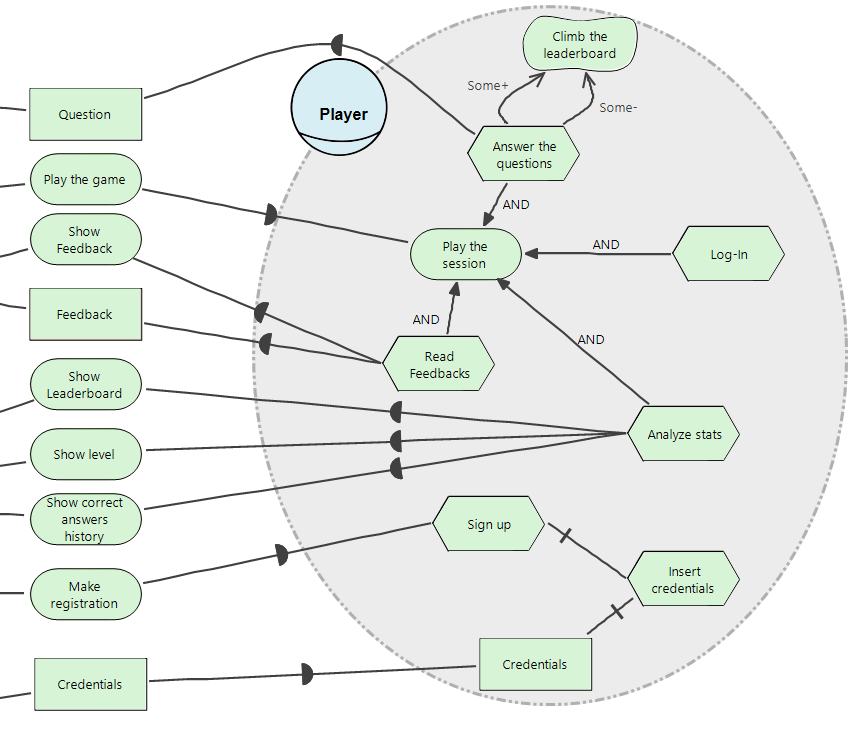 Climb the
leaderboard
Some+
Some-
Question
Player
Answer the
questions
Play the game
AND
Show
Feedback
Play the
session
AND
Log-In
Feedback
AND
AND
Read
Feedbacks
Show
Leaderboard
Show level
Analyze stats
Show correct
answers
history
Sign up
Make
registration
Insert
credentials
Credentials
Credentials